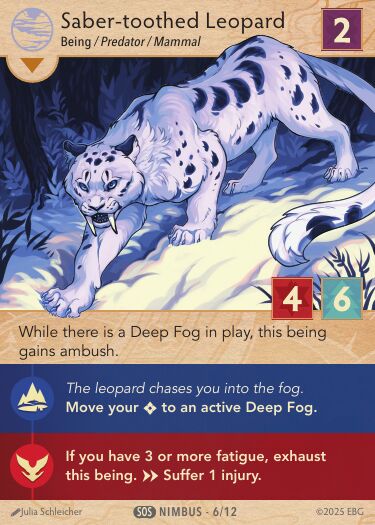 Saber-toothed Leopard
2
Being / Predator / Mammal
4 6
While there is a Deep Fog in play, this being
gains ambush.
The leopard chases you into the fog.
Move your to an active Deep Fog.
If you have 3 or more fatigue, exhaust
this being. Suffer 1 injury.
Julia Schleicher SOS NIMBUS - 6/12 ©2025 EBG